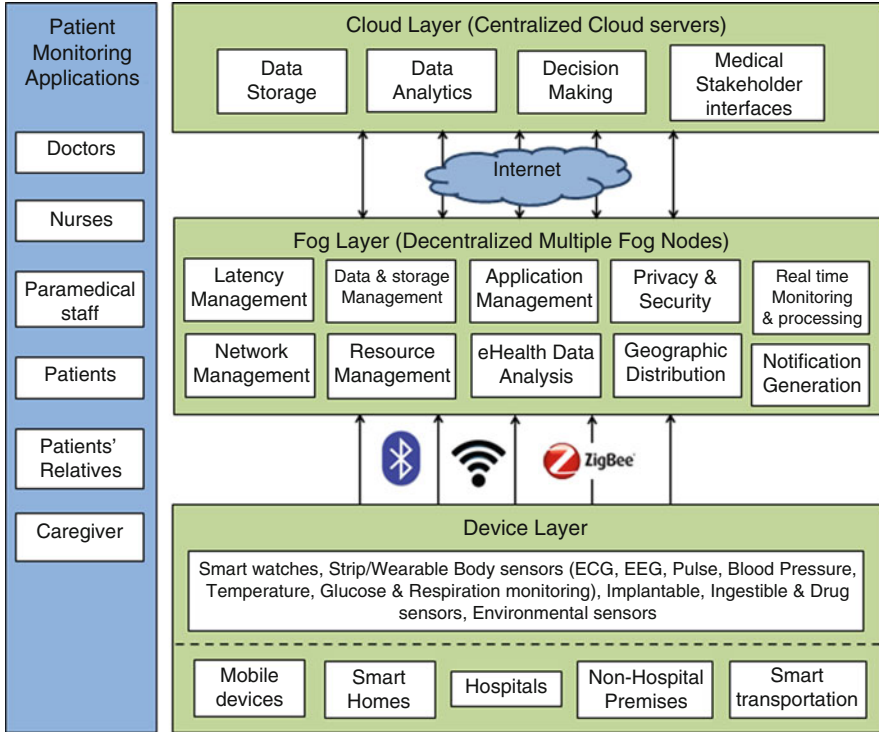 Patient
Monitoring
Applications
Doctors
Nurses
Paramedical
staff
Patients
Patients'
Relatives
Caregiver
Cloud Layer (Centralized Cloud servers)
Data
Storage
Data
Analytics
Decision
Making
Medical
Stakeholder
interfaces
Internet
Fog Layer (Decentralized Multiple Fog Nodes)
Latency
Management
Data & storage
Management
Application
Management
Privacy &
Security
Real time
Monitoring
& processing
Network
Management
Resource
Management
eHealth Data
Analysis
Geographic
Distribution
Notification
Generation
ZigBee
Device Layer
Smart watches, Strip/Wearable Body sensors (ECG, EEG, Pulse, Blood Pressure,
Temperature, Glucose & Respiration monitoring), Implantable, Ingestible & Drug
sensors, Environmental sensors
Mobile
devices
Smart
Homes
Hospitals
Non-Hospital
Premises
Smart
transportation